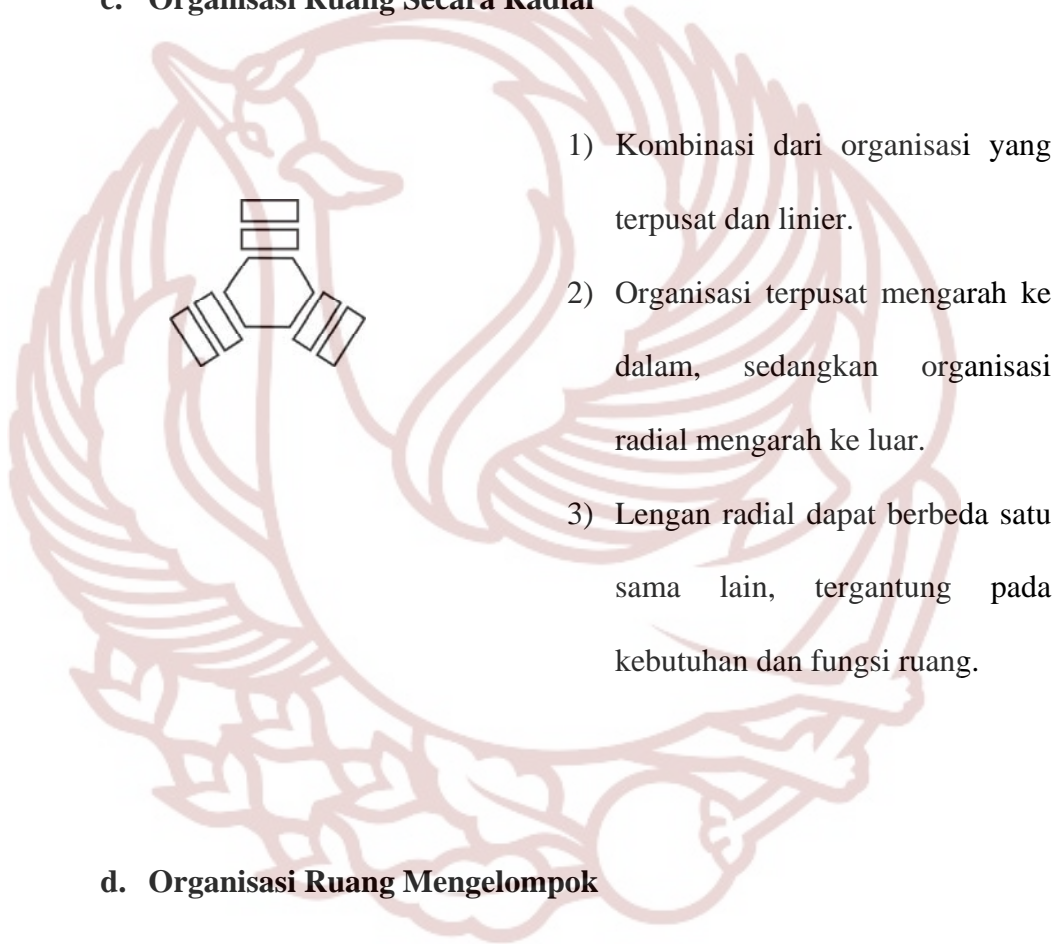 c. Organisasi Ruang Secara Radial
1) Kombinasi dari organisasi yang
terpusat dan linier.
2) Organisasi terpusat mengarah ke
dalam, sedangkan organisasi
radial mengarah ke luar.
3) Lengan radial dapat berbeda satu
sama lain, tergantung pada
kebutuhan dan fungsi ruang.
d. Organisasi Ruang Mengelompok